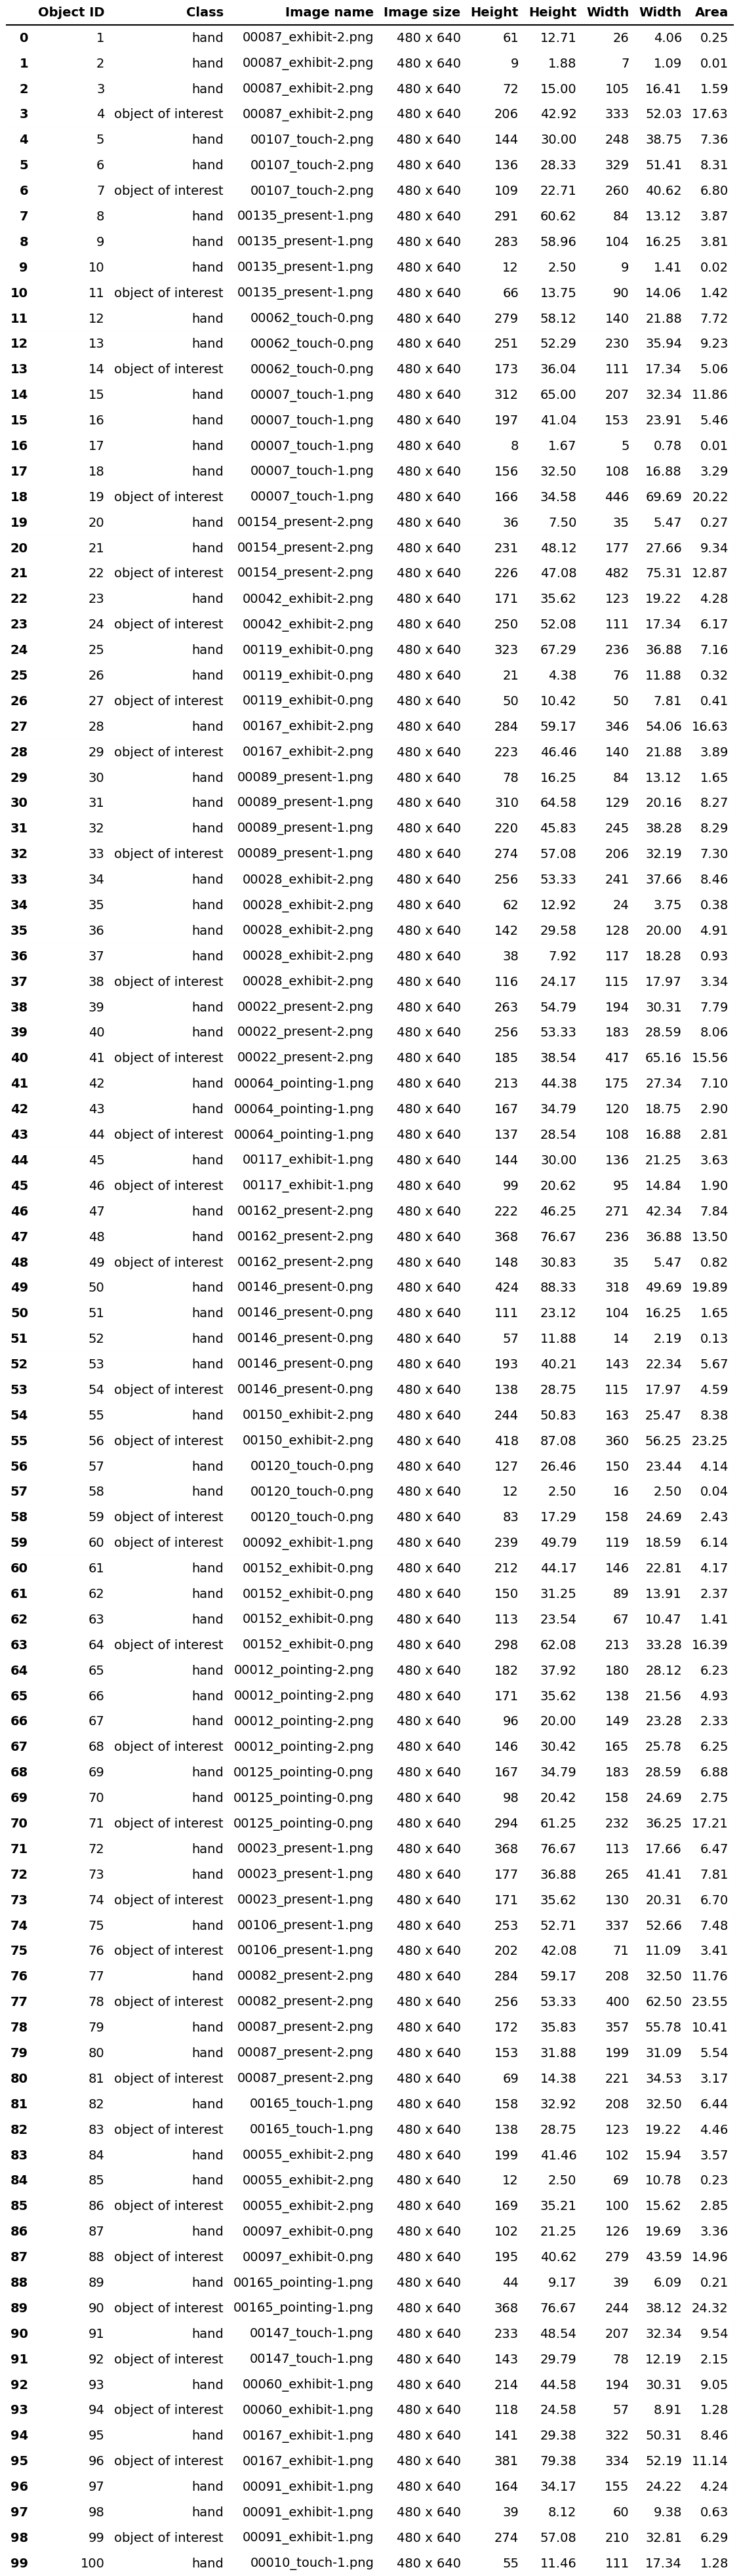 Object ID Class Image name Image size Height Height Width Width Area
0 1 hand 00087_exhibit-2.png 480 x 640 61 12.71 26 4.06 0.25
1 2 hand 00087_exhibit-2.png 480 x 640 9 1.88 7 1.09 0.01
2 3 hand 00087_exhibit-2.png 480 x 640 72 15.00 105 16.41 1.59
3 4 object of interest 00087_exhibit-2.png 480 x 640 206 42.92 333 52.03 17.63
4 5 hand 00107_touch-2.png 480 x 640 144 30.00 248 38.75 7.36
5 6 hand 00107_touch-2.png 480 x 640 136 28.33 329 51.41 8.31
6 7 object of interest 00107_touch-2.png 480 x 640 109 22.71 260 40.62 6.80
7 8 hand 00135_present-1.png 480 x 640 291 60.62 84 13.12 3.87
8 9 hand 00135_present-1.png 480 x 640 283 58.96 104 16.25 3.81
9 10 hand 00135_present-1.png 480 x 640 12 2.50 9 1.41 0.02
10 11 object of interest 00135_present-1.png 480 x 640 66 13.75 90 14.06 1.42
11 12 hand 00062_touch-0.png 480 x 640 279 58.12 140 21.88 7.72
12 13 hand 00062_touch-0.png 480 x 640 251 52.29 230 35.94 9.23
13 14 object of interest 00062_touch-0.png 480 x 640 173 36.04 111 17.34 5.06
14 15 hand 00007_touch-1.png 480 x 640 312 65.00 207 32.34 11.86
15 16 hand 00007_touch-1.png 480 x 640 197 41.04 153 23.91 5.46
16 17 hand 00007_touch-1.png 480 x 640 8 1.67 5 0.78 0.01
17 18 hand 00007_touch-1.png 480 x 640 156 32.50 108 16.88 3.29
18 19 object of interest 00007_touch-1.png 480 x 640 166 34.58 446 69.69 20.22
19 20 hand 00154_present-2.png 480 x 640 36 7.50 35 5.47 0.27
20 21 hand 00154_present-2.png 480 x 640 231 48.12 177 27.66 9.34
21 22 object of interest 00154_present-2.png 480 x 640 226 47.08 482 75.31 12.87
22 23 hand 00042_exhibit-2.png 480 x 640 171 35.62 123 19.22 4.28
23 24 object of interest 00042_exhibit-2.png 480 x 640 250 52.08 111 17.34 6.17
24 25 hand 00119_exhibit-0.png 480 x 640 323 67.29 236 36.88 7.16
25 26 hand 00119_exhibit-0.png 480 x 640 21 4.38 76 11.88 0.32
26 27 object of interest 00119_exhibit-0.png 480 x 640 50 10.42 50 7.81 0.41
27 28 hand 00167_exhibit-2.png 480 x 640 284 59.17 346 54.06 16.63
28 29 object of interest 00167_exhibit-2.png 480 x 640 223 46.46 140 21.88 3.89
29 30 hand 00089_present-1.png 480 x 640 78 16.25 84 13.12 1.65
30 31 hand 00089_present-1.png 480 x 640 310 64.58 129 20.16 8.27
31 32 hand 00089_present-1.png 480 x 640 220 45.83 245 38.28 8.29
32 33 object of interest 00089_present-1.png 480 x 640 274 57.08 206 32.19 7.30
33 34 hand 00028_exhibit-2.png 480 x 640 256 53.33 241 37.66 8.46
34 35 hand 00028_exhibit-2.png 480 x 640 62 12.92 24 3.75 0.38
35 36 hand 00028_exhibit-2.png 480 x 640 142 29.58 128 20.00 4.91
36 37 hand 00028_exhibit-2.png 480 x 640 38 7.92 117 18.28 0.93
37 38 object of interest 00028_exhibit-2.png 480 x 640 116 24.17 115 17.97 3.34
38 39 hand 00022_present-2.png 480 x 640 263 54.79 194 30.31 7.79
39 40 hand 00022_present-2.png 480 x 640 256 53.33 183 28.59 8.06
40 41 object of interest 00022_present-2.png 480 x 640 185 38.54 417 65.16 15.56
41 42 hand 00064_pointing-1.png 480 x 640 213 44.38 175 27.34 7.10
42 43 hand 00064_pointing-1.png 480 x 640 167 34.79 120 18.75 2.90
43 44 object of interest 00064_pointing-1.png 480 x 640 137 28.54 108 16.88 2.81
44 45 hand 00117_exhibit-1.png 480 x 640 144 30.00 136 21.25 3.63
45 46 object of interest 00117_exhibit-1.png 480 x 640 99 20.62 95 14.84 1.90
46 47 hand 00162_present-2.png 480 x 640 222 46.25 271 42.34 7.84
47 48 hand 00162_present-2.png 480 x 640 368 76.67 236 36.88 13.50
48 49 object of interest 00162_present-2.png 480 x 640 148 30.83 35 5.47 0.82
49 50 hand 00146_present-0.png 480 x 640 424 88.33 318 49.69 19.89
50 51 hand 00146_present-0.png 480 x 640 111 23.12 104 16.25 1.65
51 52 hand 00146_present-0.png 480 x 640 57 11.88 14 2.19 0.13
52 53 hand 00146_present-0.png 480 x 640 193 40.21 143 22.34 5.67
53 54 object of interest 00146_present-0.png 480 x 640 138 28.75 115 17.97 4.59
54 55 hand 00150_exhibit-2.png 480 x 640 244 50.83 163 25.47 8.38
55 56 object of interest 00150_exhibit-2.png 480 x 640 418 87.08 360 56.25 23.25
56 57 hand 00120_touch-0.png 480 x 640 127 26.46 150 23.44 4.14
57 58 hand 00120_touch-0.png 480 x 640 12 2.50 16 2.50 0.04
58 59 object of interest 00120_touch-0.png 480 x 640 83 17.29 158 24.69 2.43
59 60 object of interest 00092_exhibit-1.png 480 x 640 239 49.79 119 18.59 6.14
60 61 hand 00152_exhibit-0.png 480 x 640 212 44.17 146 22.81 4.17
61 62 hand 00152_exhibit-0.png 480 x 640 150 31.25 89 13.91 2.37
62 63 hand 00152_exhibit-0.png 480 x 640 113 23.54 67 10.47 1.41
63 64 object of interest 00152_exhibit-0.png 480 x 640 298 62.08 213 33.28 16.39
64 65 hand 00012_pointing-2.png 480 x 640 182 37.92 180 28.12 6.23
65 66 hand 00012_pointing-2.png 480 x 640 171 35.62 138 21.56 4.93
66 67 hand 00012_pointing-2.png 480 x 640 96 20.00 149 23.28 2.33
67 68 object of interest 00012_pointing-2.png 480 x 640 146 30.42 165 25.78 6.25
68 69 hand 00125_pointing-0.png 480 x 640 167 34.79 183 28.59 6.88
69 70 hand 00125_pointing-0.png 480 x 640 98 20.42 158 24.69 2.75
70 71 object of interest 00125_pointing-0.png 480 x 640 294 61.25 232 36.25 17.21
71 72 hand 00023_present-1.png 480 x 640 368 76.67 113 17.66 6.47
72 73 hand 00023_present-1.png 480 x 640 177 36.88 265 41.41 7.81
73 74 object of interest 00023_present-1.png 480 x 640 171 35.62 130 20.31 6.70
74 75 hand 00106_present-1.png 480 x 640 253 52.71 337 52.66 7.48
75 76 object of interest 00106_present-1.png 480 x 640 202 42.08 71 11.09 3.41
76 77 hand 00082_present-2.png 480 x 640 284 59.17 208 32.50 11.76
77 78 object of interest 00082_present-2.png 480 x 640 256 53.33 400 62.50 23.55
78 79 hand 00087_present-2.png 480 x 640 172 35.83 357 55.78 10.41
79 80 hand 00087_present-2.png 480 x 640 153 31.88 199 31.09 5.54
80 81 object of interest 00087_present-2.png 480 x 640 69 14.38 221 34.53 3.17
81 82 hand 00165_touch-1.png 480 x 640 158 32.92 208 32.50 6.44
82 83 object of interest 00165_touch-1.png 480 x 640 138 28.75 123 19.22 4.46
83 84 hand 00055_exhibit-2.png 480 x 640 199 41.46 102 15.94 3.57
84 85 hand 00055_exhibit-2.png 480 x 640 12 2.50 69 10.78 0.23
85 86 object of interest 00055_exhibit-2.png 480 x 640 169 35.21 100 15.62 2.85
86 87 hand 00097_exhibit-0.png 480 x 640 102 21.25 126 19.69 3.36
87 88 object of interest 00097_exhibit-0.png 480 x 640 195 40.62 279 43.59 14.96
88 89 hand 00165_pointing-1.png 480 x 640 44 9.17 39 6.09 0.21
89 90 object of interest 00165_pointing-1.png 480 x 640 368 76.67 244 38.12 24.32
90 91 hand 00147_touch-1.png 480 x 640 233 48.54 207 32.34 9.54
91 92 object of interest 00147_touch-1.png 480 x 640 143 29.79 78 12.19 2.15
92 93 hand 00060_exhibit-1.png 480 x 640 214 44.58 194 30.31 9.05
93 94 object of interest 00060_exhibit-1.png 480 x 640 118 24.58 57 8.91 1.28
94 95 hand 00167_exhibit-1.png 480 x 640 141 29.38 322 50.31 8.46
95 96 object of interest 00167_exhibit-1.png 480 x 640 381 79.38 334 52.19 11.14
96 97 hand 00091_exhibit-1.png 480 x 640 164 34.17 155 24.22 4.24
97 98 hand 00091_exhibit-1.png 480 x 640 39 8.12 60 9.38 0.63
98 99 object of interest 00091_exhibit-1.png 480 x 640 274 57.08 210 32.81 6.29
99 100 hand 00010_touch-1.png 480 x 640 55 11.46 111 17.34 1.28